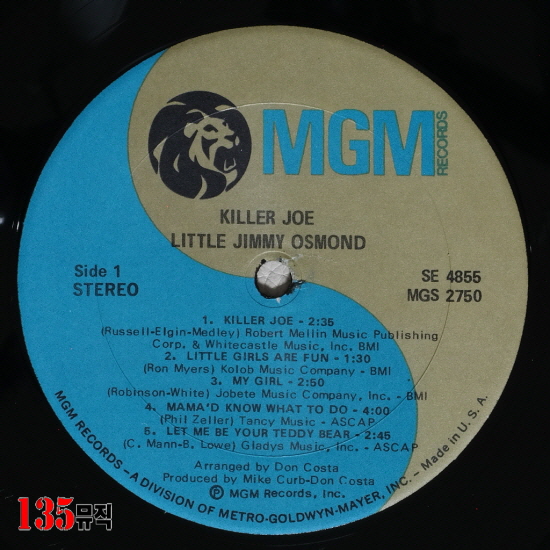 MGM
RECORDS
KILLER JOE
LITTLE JIMMY OSMOND
Side 1
STEREO
SE 4855
MGS 2750
1. KILLER JOE - 2:35
(Russell-Elgin-Medley) Robert Mellin Music Publishing
Corp. & Whitecastle Music, Inc. BMI
2. LITTLE GIRLS ARE FUN - 1:30
(Ron Myers) Kolob Music Company - BMI
3. MY GIRL - 2:50
(Robinson-White) Jobete Music Company, Inc. - BMI
4. MAMA'D KNOW WHAT TO DO - 4:00
(Phil Zeller) Tancy Music - ASCAP
5. LET ME BE YOUR TEDDY BEAR - 2:45
(C. Mann-B. Lowe) Gladys Music, Inc. - ASCAP
Arranged by Don Costa
Produced by Mike Curb-Don Costa
Ⓟ MGM Records, Inc.
MGM RECORDS - A DIVISION OF METRO-GOLDWYN-MAYER, INC. - Made in U. S. A.
135뮤직